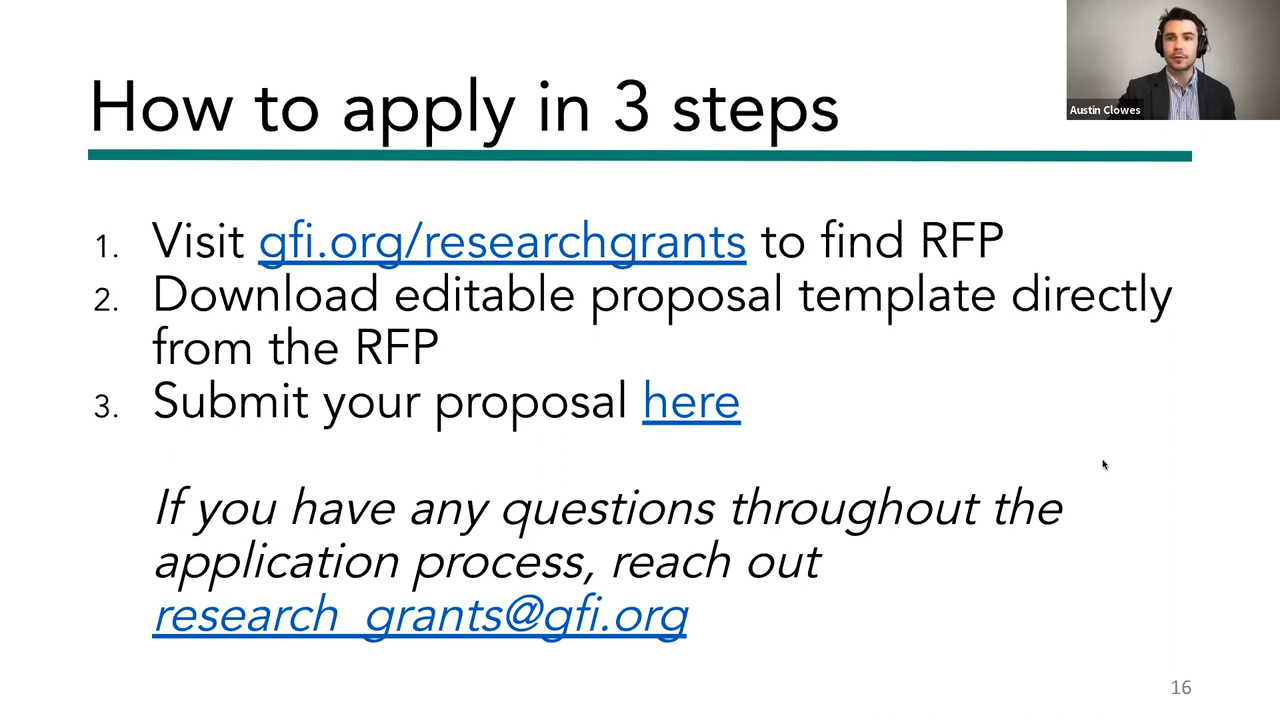 How to apply in 3 steps
Austin Clowes
1. Visit gfi.org/researchgrants to find RFP
2. Download editable proposal template directly
from the RFP
3. Submit your proposal here
If you have any questions throughout the
application process, reach out
research_grants@gfi.org
16